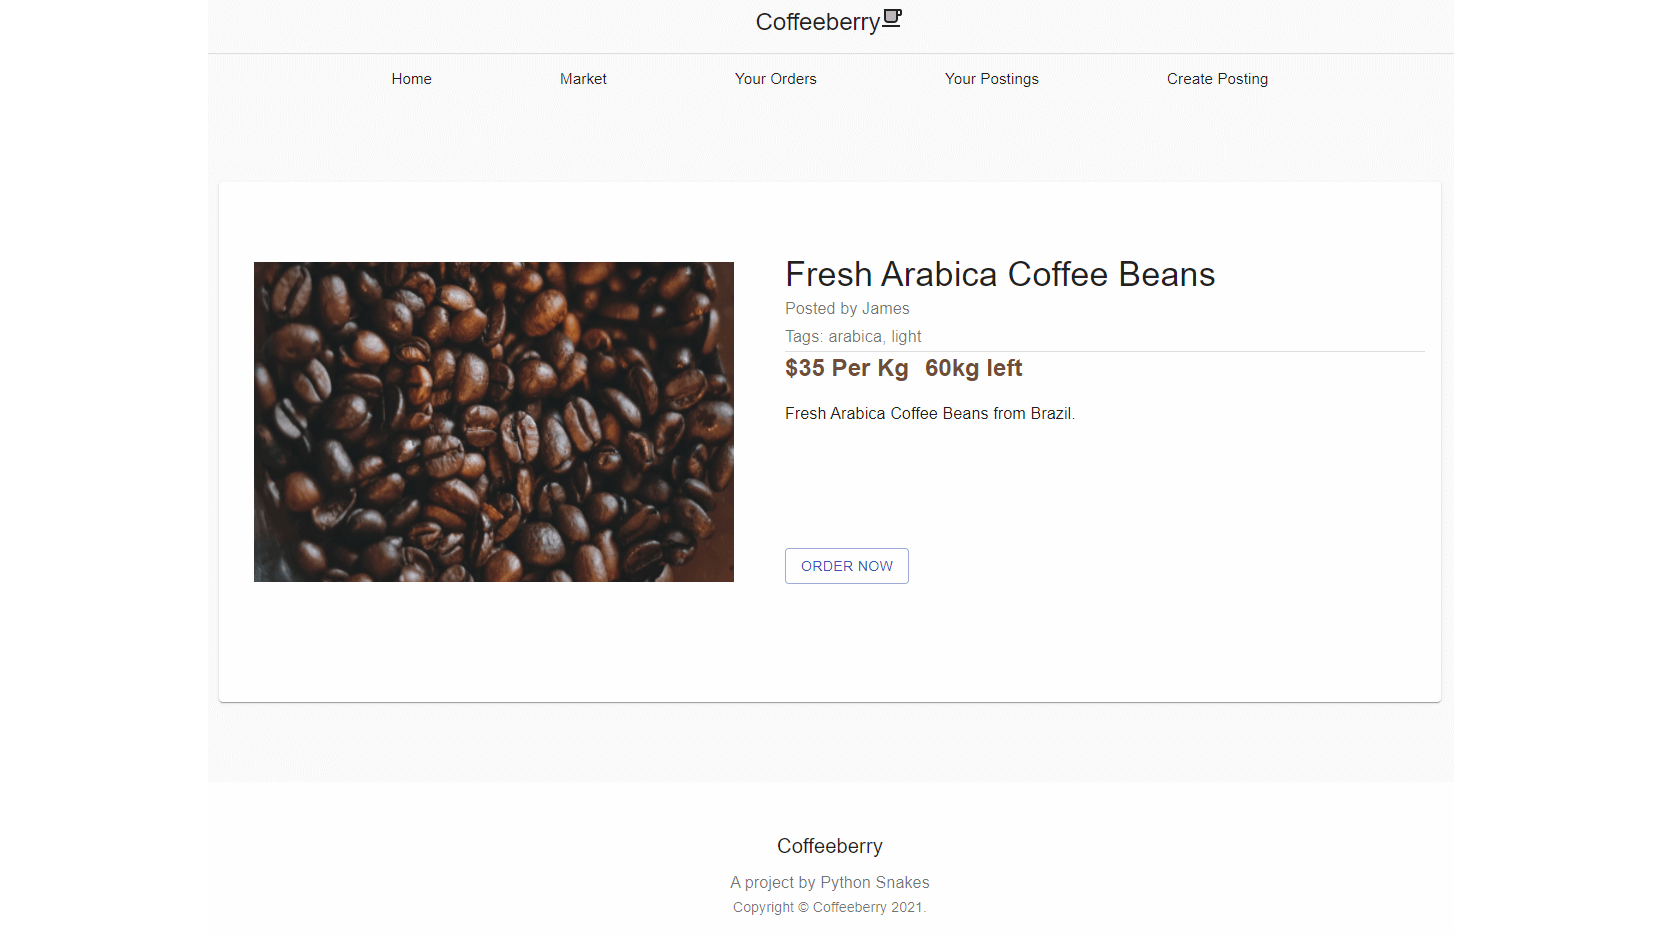 Coffeeberry
Home Market Your Orders Your Postings Create Posting
Fresh Arabica Coffee Beans
Posted by James
Tags: arabica, light
$35 Per Kg 60kg left
Fresh Arabica Coffee Beans from Brazil.
ORDER NOW
Coffeeberry
A project by Python Snakes
Copyright © Coffeeberry 2021.